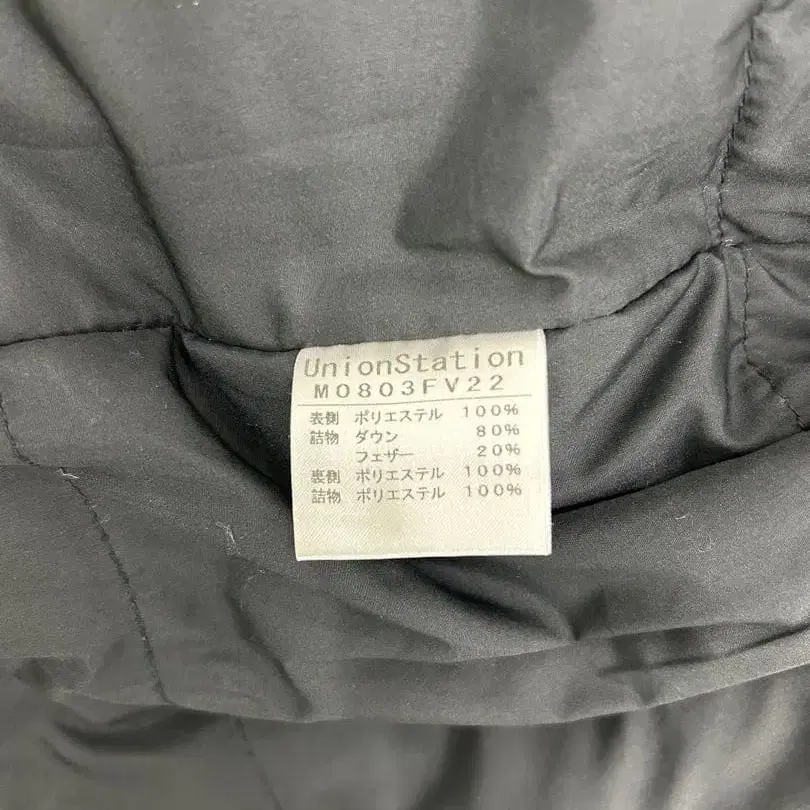 UnionStation
M0803FV22
表側 ポリエステル 100%
詰物 ダウン 80%
フェザー 20%
裏側 ポリエステル 100%
詰物 ポリエステル 100%